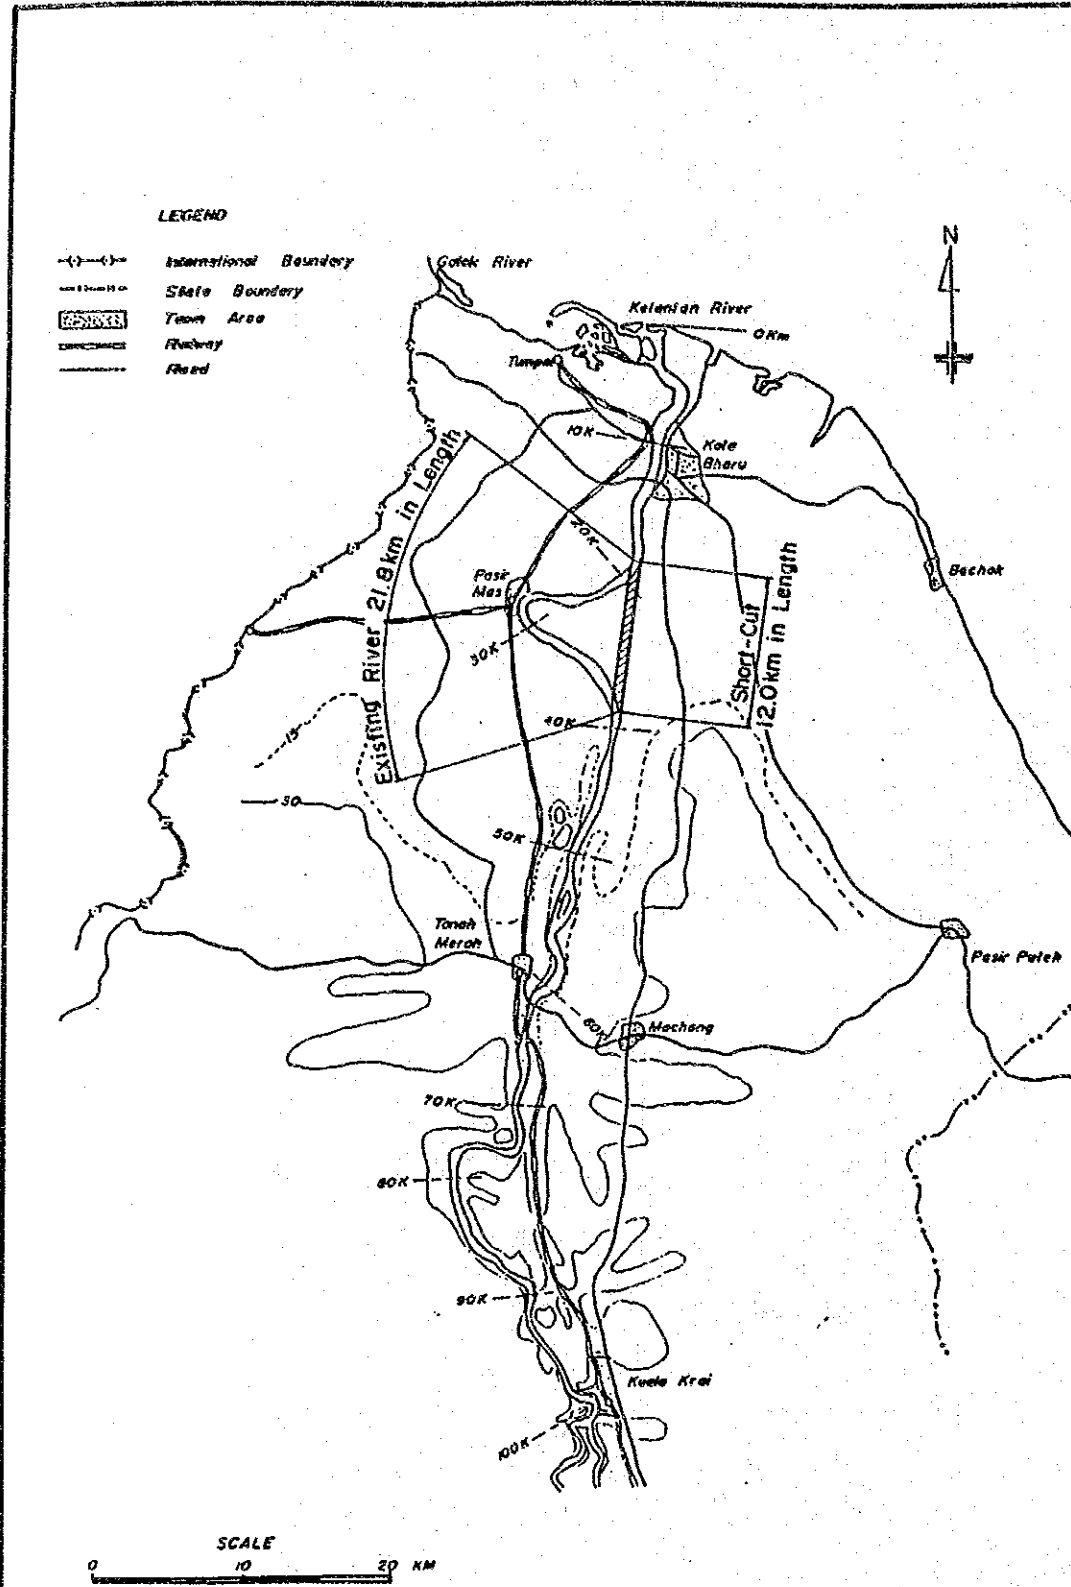 LEGEND
International Boundary
State Boundary
Town Area
Railway
Road
Golok River
Kelantan River
0Km
N
Tumpat
10K
Kota
Bharu
Existing River 21.8km in Length
20K
Pasir
Mas
30K
Bachok
Short-Cut
12.0km in Length
40K
15
30
50K
Tanah
Merah
Pasir Puteh
60K
Machang
70K
80K
90K
Kuala Krai
100K
SCALE
0 10 20 KM